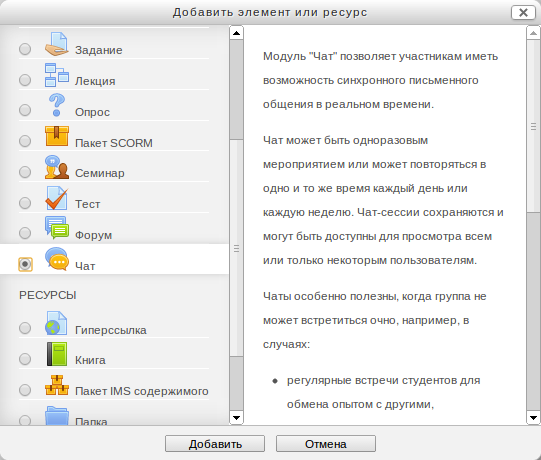 Добавить элемент или ресурс
Задание
Лекция
Опрос
Пакет SCORM
Семинар
Тест
Форум
Чат
РЕСУРСЫ
Гиперссылка
Книга
Пакет IMS содержимого
Папка
Модуль "Чат" позволяет участникам иметь
возможность синхронного письменного
общения в реальном времени.
Чат может быть одноразовым
мероприятием или может повторяться в
одно и то же время каждый день или
каждую неделю. Чат-сессии сохраняются и
могут быть доступны для просмотра всем
или только некоторым пользователям.
Чаты особенно полезны, когда группа не
может встретиться очно, например, в
случаях:
регулярные встречи студентов для
обмена опытом с другими,
Добавить
Отмена